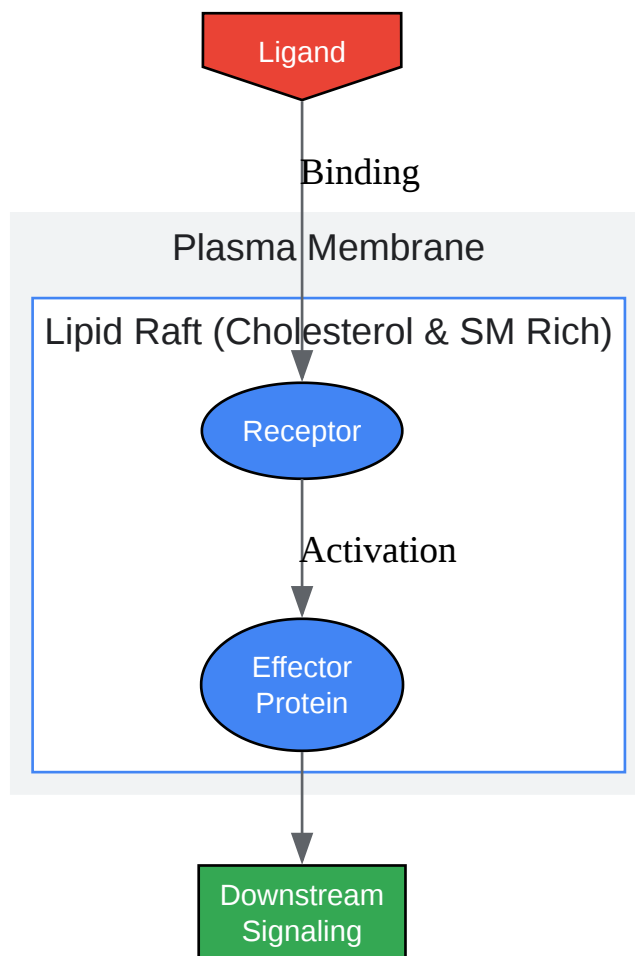 Ligand
Binding
Plasma Membrane
Lipid Raft (Cholesterol & SM Rich)
Receptor
Activation
Effector
Protein
Downstream
Signaling